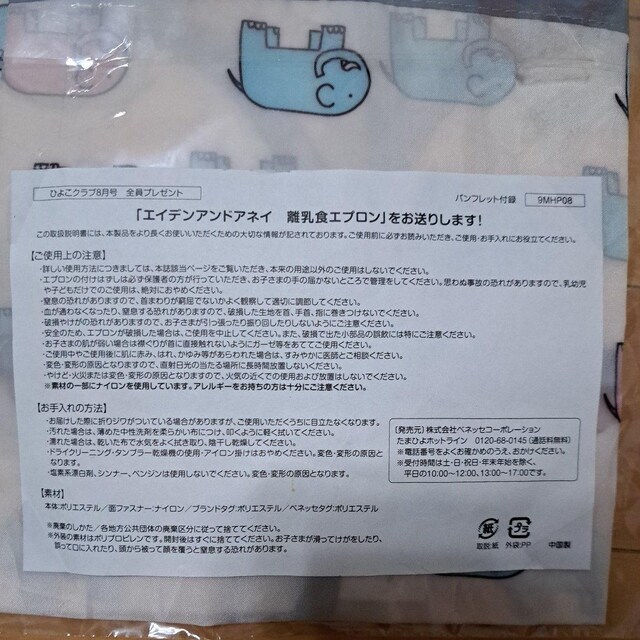 ひよこクラブ8月号 全員プレゼント
パンフレット付録 9MHP08
「エイデンアンドアネイ 離乳食エプロン」をお送りします!
この取扱説明書には、本製品をより長くお使いいただくための大切な情報が記されております。ご使用前に必ずお読みいただき、ご使用・お手入れにお役立てください。
【ご使用上の注意】
・詳しい使用方法につきましては、本誌該当ページをご覧いただき、本来の用途以外のご使用はしないでください。
・エプロンの付けはずしは必ず保護者の方が行っていただき、お子さまの手の届かないところで管理をしてください。思わぬ事故の恐れがありますので、乳幼児
や子どもだけでのご使用は、絶対におやめください。
・窒息の恐れがありますので、首まわりが窮屈でないかよく観察して適切に調節してください。
・血が通わなくなったり、窒息する恐れがありますので、破損した生地を首、手首、指に巻きつけないでください。
・破損やけがの恐れがありますので、お子さまが引っ張ったり振り回したりしないようにご注意ください。
・安全のため、エプロンが破損した場合は、ご使用を中止してください。また、破損で出た小部品の誤飲には特にご注意ください。
・お子さまの肌が弱い場合は襟ぐりが首に直接触れないようにガーゼ等をあててご使用ください。
・ご使用中やご使用後に肌に赤み、はれ、かゆみ等があらわれた場合は、すみやかに医師とご相談ください。
・変色・変形の原因となりますので、直射日光の当たる場所に長時間放置しないでください。
・やけど・火災または変色・変形の原因となりますので、火気の近くでの使用および放置はしないでください。
※素材の一部にナイロンを使用しています。アレルギーをお持ちの方は十分にご注意ください。
【お手入れの方法】
・お届けした際に折りジワがついている場合がありますが、ご使用いただくうちに目立たなくなります。
・汚れた場合は、薄めた中性洗剤を柔らかい布につけ、叩くように軽く拭いてください。
・濡れた場合は、乾いた布で水気をよく拭き取り、陰干し乾燥してください。
・ドライクリーニング・タンブラー乾燥機の使用・アイロン掛けはおやめください。変色・変形の原因と
なります。
・塩素系漂白剤、シンナー、ベンジンは使用しないでください。変色・変形の原因となります。
〔発売元〕株式会社ベネッセコーポレーション
たまひよホットライン 0120-68-0145(通話料無料)
※電話番号をよくお確かめのうえ、おかけください。
※受付時間は土・日・祝日・年末年始を除く、
平日の10:00~12:00、13:00~17:00です。
【素材】
本体:ポリエステル/面ファスナー:ナイロン/ブランドタグ:ポリエステル/ベネッセタグ:ポリエステル
※廃棄のしかた/各地方公共団体の廃棄区分に従って捨ててください。
※外装の素材はポリプロピレンです。開封後はすぐに捨ててください。お子さまが滑ってけがをしたり、
誤って口に入れたり、頭から被って顔を覆うと窒息する恐れがあります。
紙 プラ
取説:紙 外袋:PP 中国製